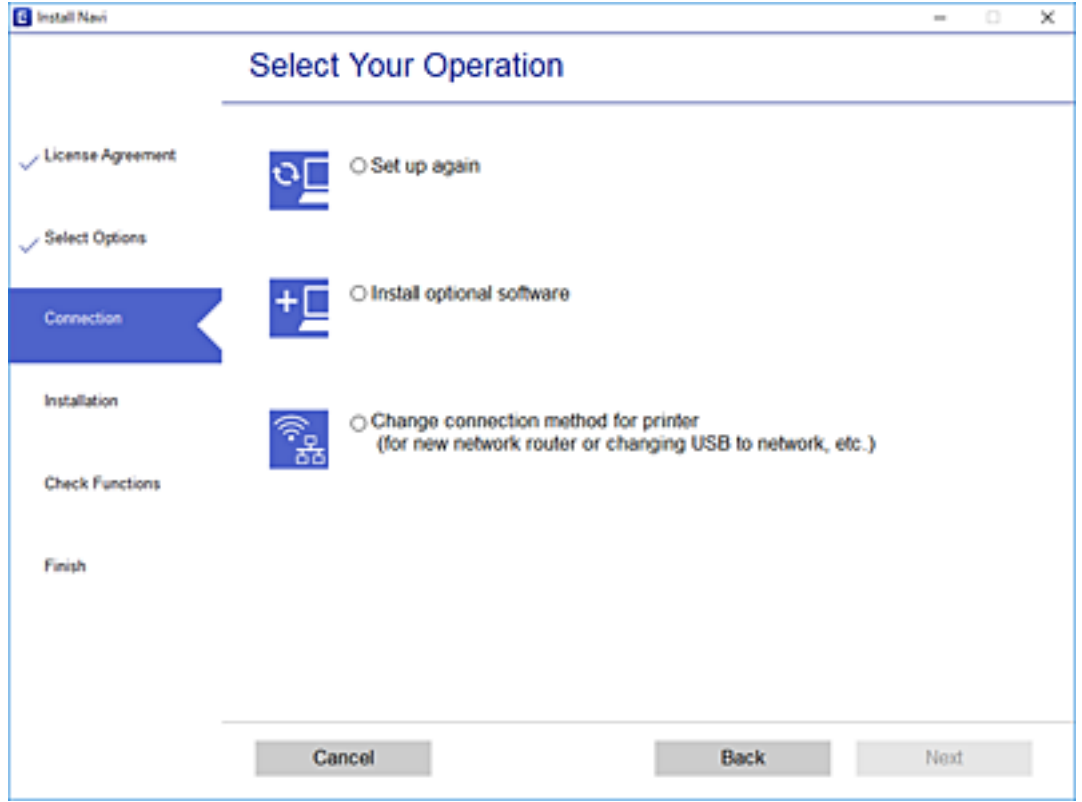 Install Navi
Select Your Operation
License Agreement
Select Options
Connection
Installation
Check Functions
Finish
Set up again
Install optional software
Change connection method for printer
(for new network router or changing USB to network, etc.)
Cancel
Back
Next